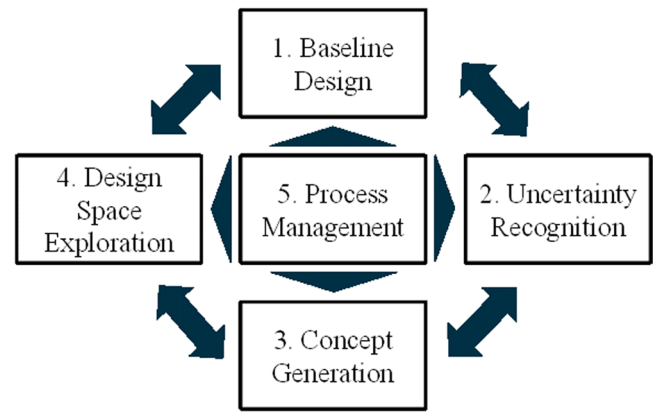 1. Baseline
Design
4. Design
Space
Exploration
5. Process
Management
2. Uncertainty
Recognition
3. Concept
Generation